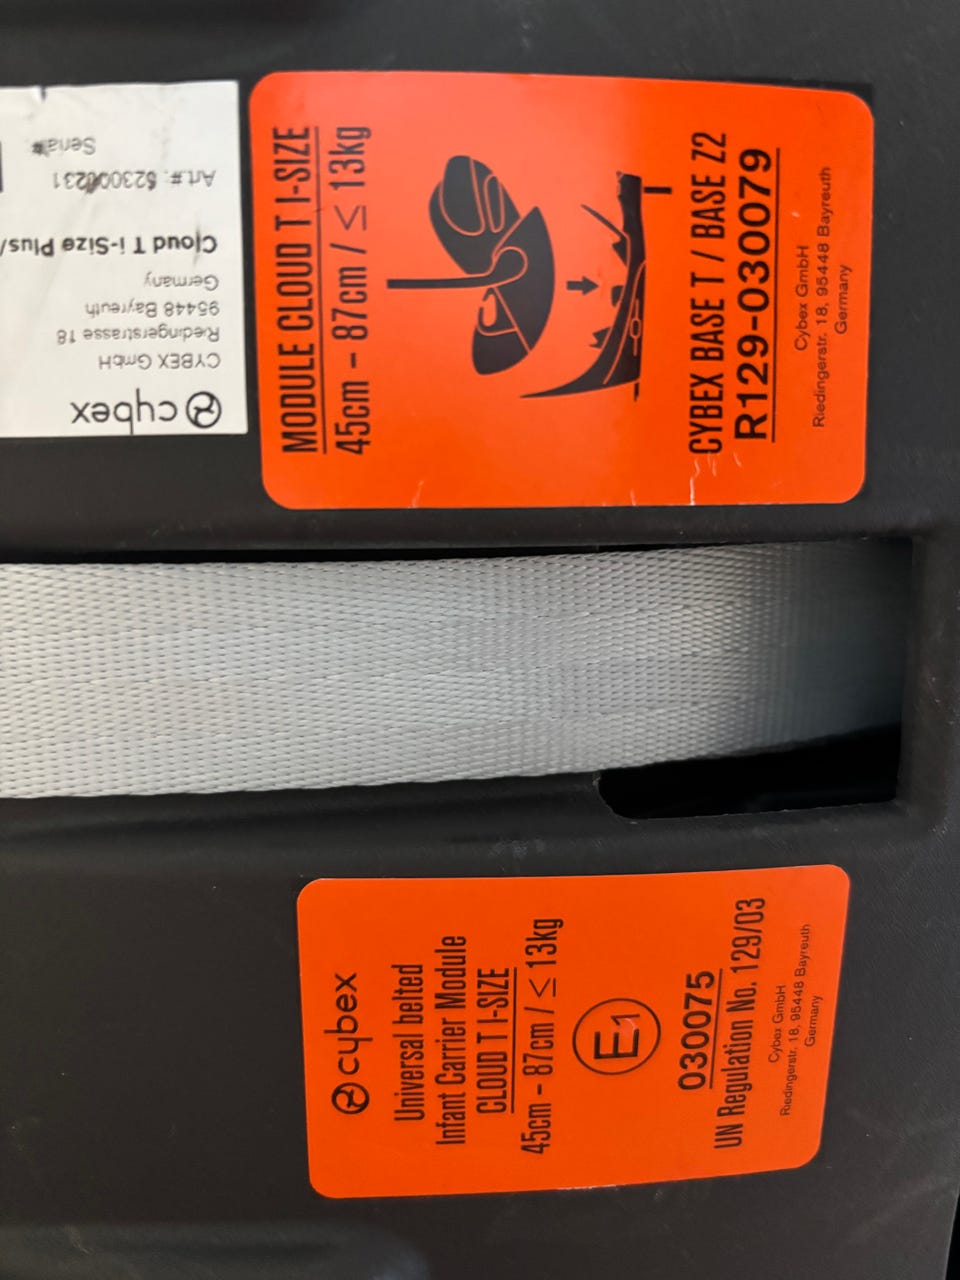 cybex
CYBEX GmbH
Riedingerstrasse 18
95448 Bayreuth
Germany
Cloud T i-Size Plus/
Art.#:
Serial#
MODULE CLOUD T I-SIZE
45cm - 87cm / ≤ 13kg
CYBEX BASE T / BASE Z2
R129-030079
Cybex GmbH
Riedingerstr. 18, 95448 Bayreuth
Germany
cybex
Universal belted
Infant Carrier Module
CLOUD T I-SIZE
45cm - 87cm / ≤ 13kg
E1
030075
UN Regulation No. 129/03
Cybex GmbH
Riedingerstr. 18, 95448 Bayreuth
Germany